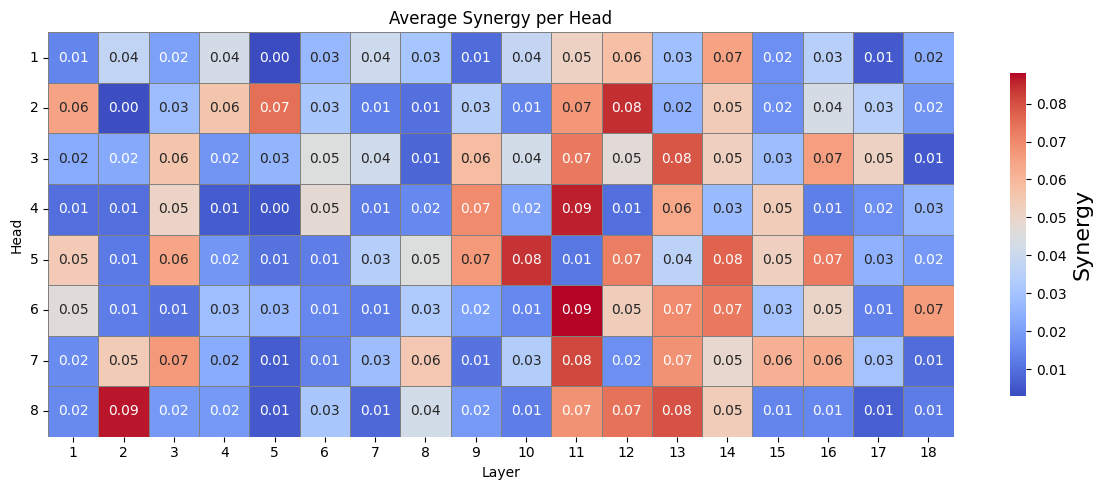 Average Synergy per Head
1 0.01 0.04 0.02 0.04 0.00 0.03 0.04 0.03 0.01 0.04 0.05 0.06 0.03 0.07 0.02 0.03 0.01 0.02
2 0.06 0.00 0.03 0.06 0.07 0.03 0.01 0.01 0.03 0.01 0.07 0.08 0.02 0.05 0.02 0.04 0.03 0.02
3 0.02 0.02 0.06 0.02 0.03 0.05 0.04 0.01 0.06 0.04 0.07 0.05 0.08 0.05 0.03 0.07 0.05 0.01
4 0.01 0.01 0.05 0.01 0.00 0.05 0.01 0.02 0.07 0.02 0.09 0.01 0.06 0.03 0.05 0.01 0.02 0.03
5 0.05 0.01 0.06 0.02 0.01 0.01 0.03 0.05 0.07 0.08 0.01 0.07 0.04 0.08 0.05 0.07 0.03 0.02
6 0.05 0.01 0.01 0.03 0.03 0.01 0.01 0.03 0.02 0.01 0.09 0.05 0.07 0.07 0.03 0.05 0.01 0.07
7 0.02 0.05 0.07 0.02 0.01 0.01 0.03 0.06 0.01 0.03 0.08 0.02 0.07 0.05 0.06 0.06 0.03 0.01
8 0.02 0.09 0.02 0.02 0.01 0.03 0.01 0.04 0.02 0.01 0.07 0.07 0.08 0.05 0.01 0.01 0.01 0.01
1 2 3 4 5 6 7 8 9 10 11 12 13 14 15 16 17 18
Layer
Head
0.08
0.07
0.06
0.05
0.04
0.03
0.02
0.01
Synergy